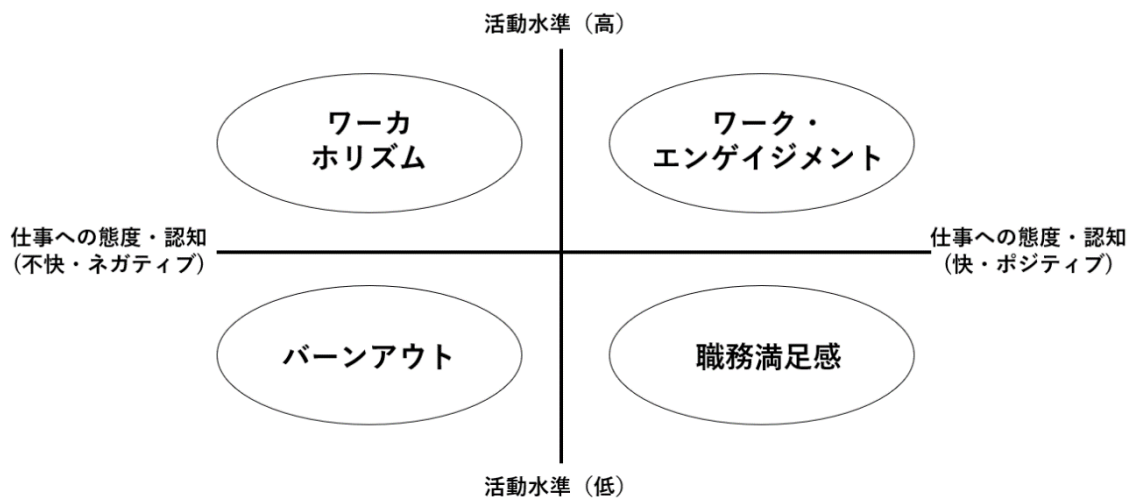 活動水準（高）
ワーカ
ホリズム
ワーク・
エンゲイジメント
仕事への態度・認知
（不快・ネガティブ）
仕事への態度・認知
（快・ポジティブ）
バーンアウト
職務満足感
活動水準（低）